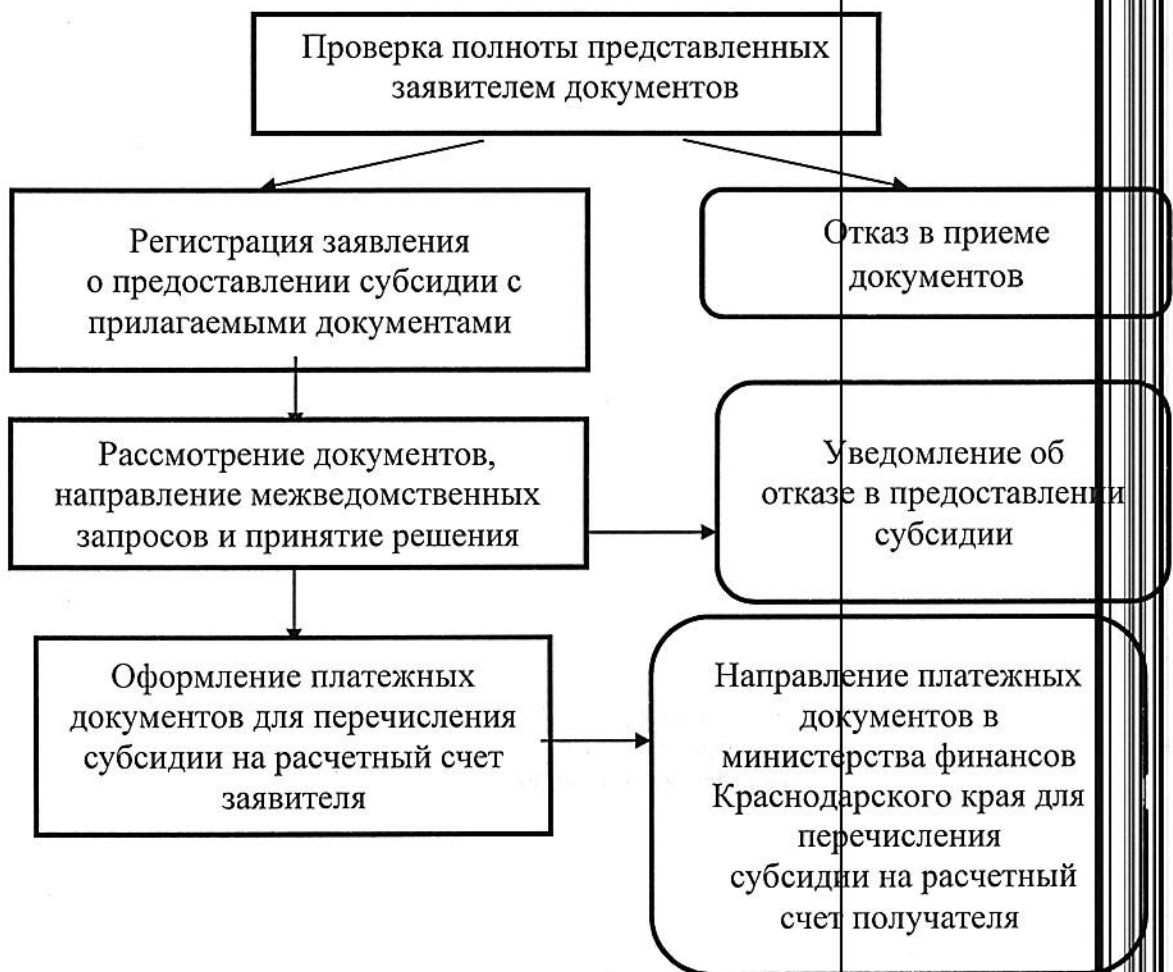 Проверка полноты представленных
заявителем документов
Регистрация заявления
о предоставлении субсидии с
прилагаемыми документами
Отказ в приеме
документов
Рассмотрение документов,
направление межведомственных
запросов и принятие решения
Уведомление об
отказе в предоставлении
субсидии
Оформление платежных
документов для перечисления
субсидии на расчетный счет
заявителя
Направление платежных
документов в
министерства финансов
Краснодарского края для
перечисления
субсидии на расчетный
счет получателя